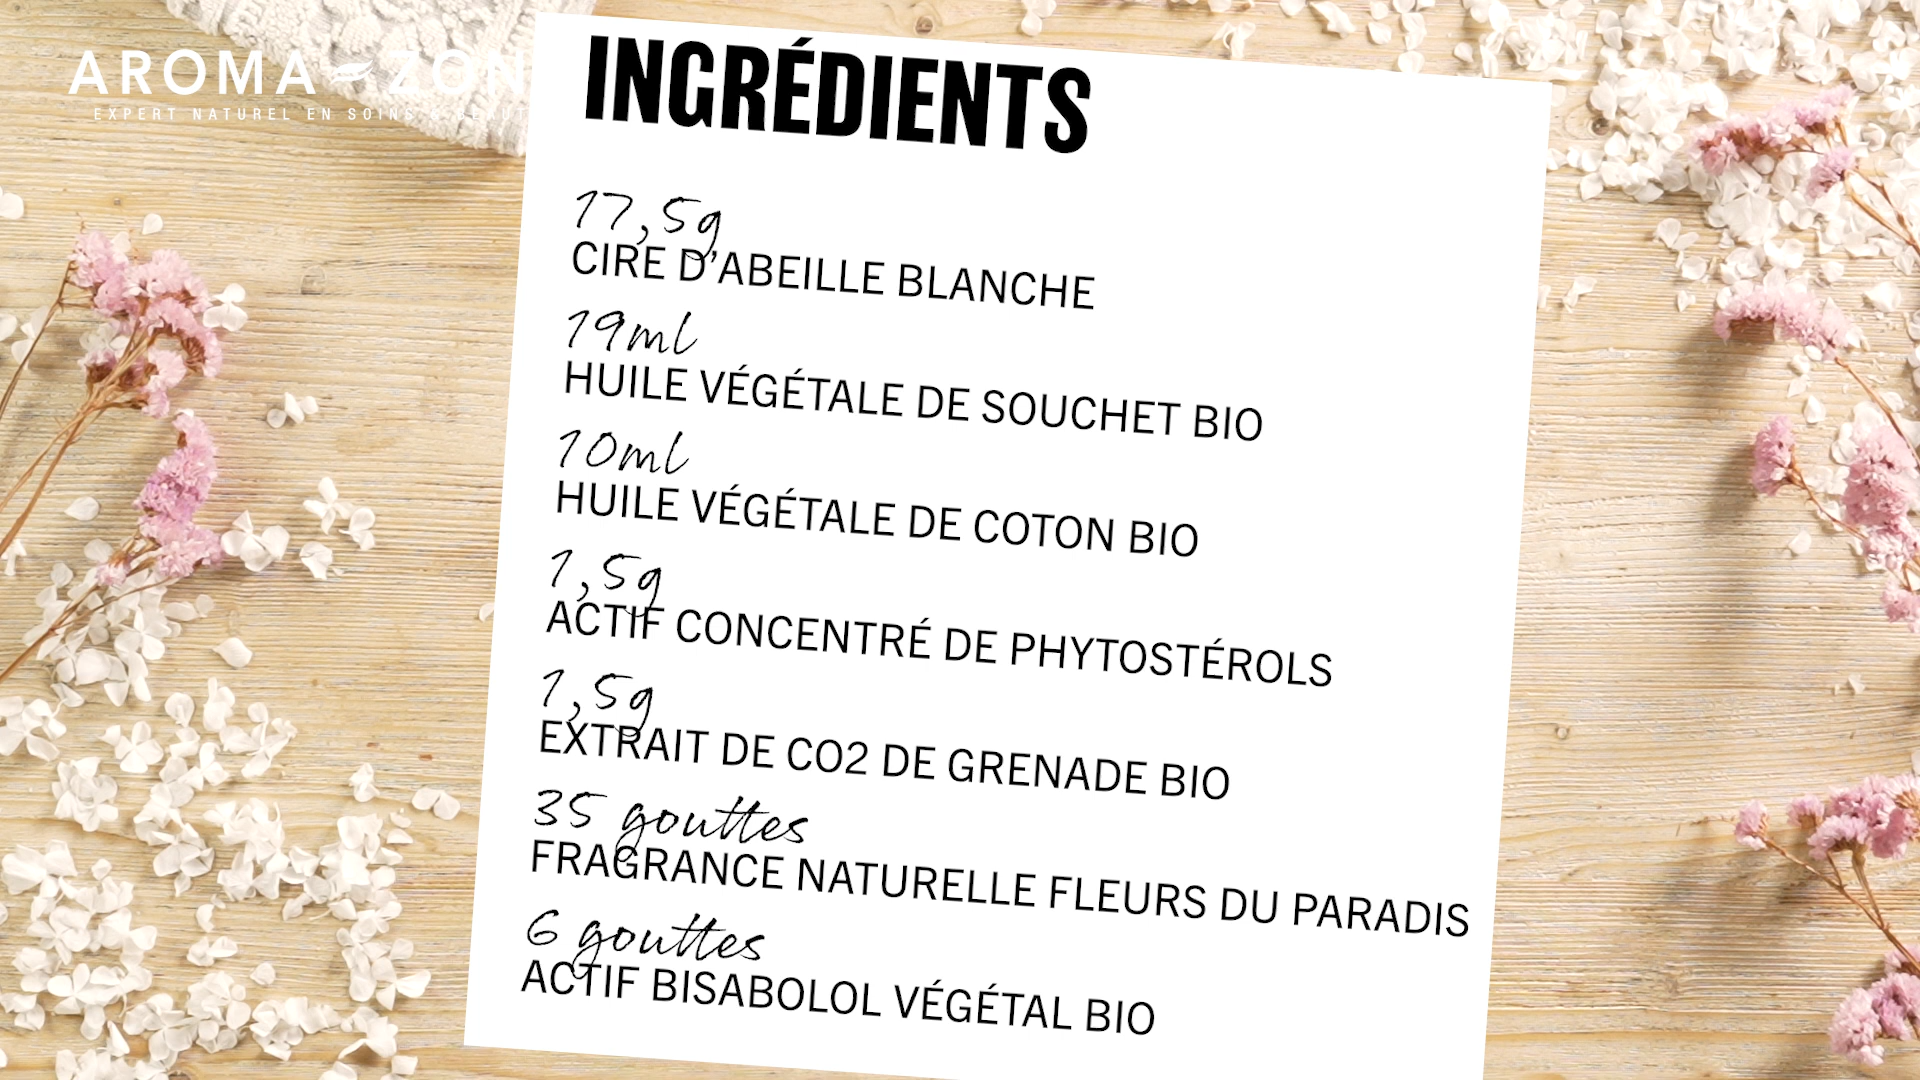 AROMA ZON
EXPERT NATUREL EN SOINS & BEAUT
INGRÉDIENTS
17,5g
CIRE D'ABEILLE BLANCHE
19ml
HUILE VÉGÉTALE DE SOUCHET BIO
10ml
HUILE VÉGÉTALE DE COTON BIO
1,5g
ACTIF CONCENTRÉ DE PHYTOSTÉROLS
1,5g
EXTRAIT DE CO2 DE GRENADE BIO
35 gouttes
FRAGRANCE NATURELLE FLEURS DU PARADIS
6 gouttes
ACTIF BISABOLOL VÉGÉTAL BIO